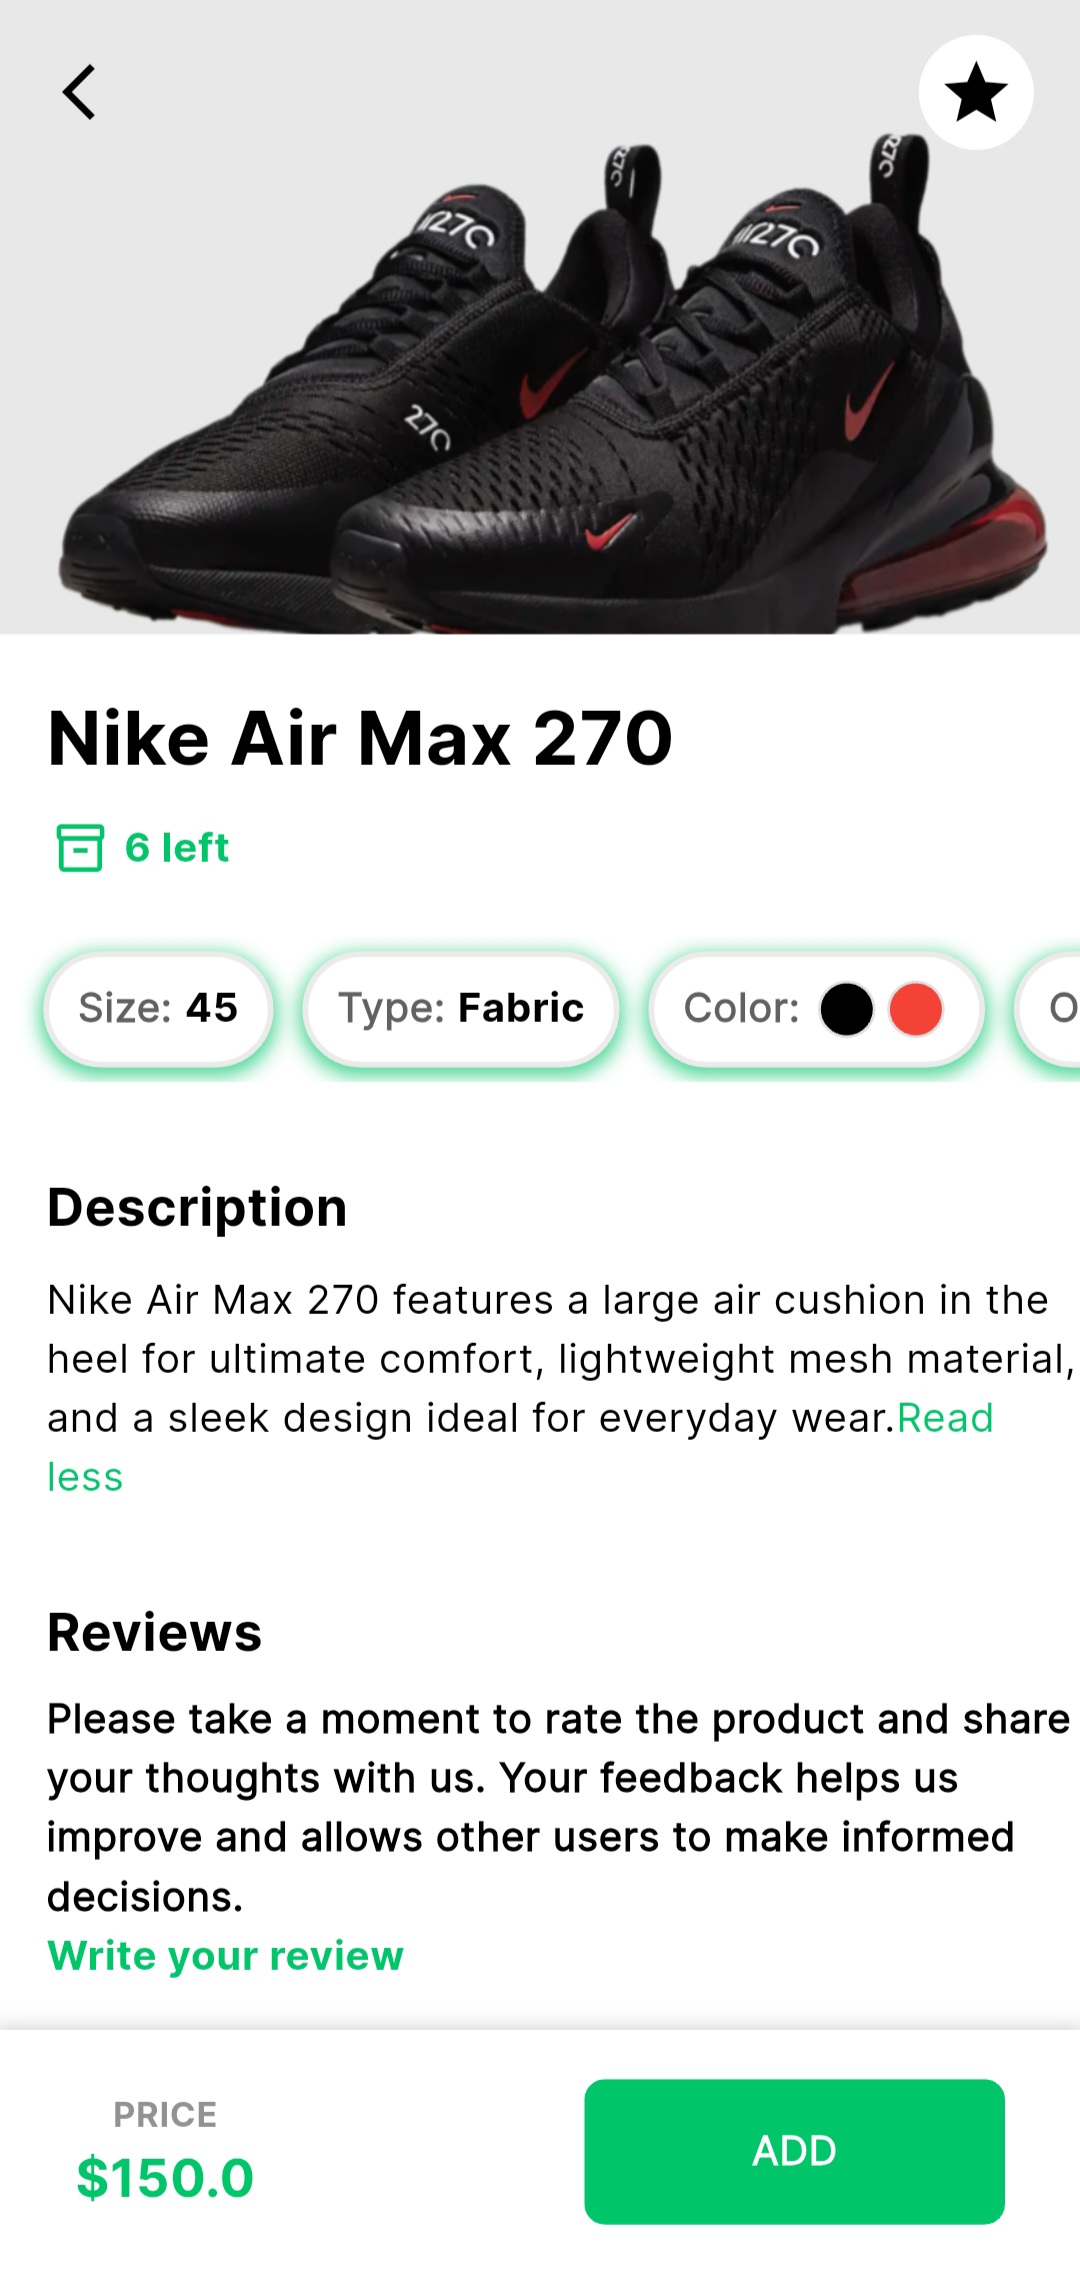 Nike Air Max 270
6 left
Size: 45
Type: Fabric
Color:
Description
Nike Air Max 270 features a large air cushion in the
heel for ultimate comfort, lightweight mesh material,
and a sleek design ideal for everyday wear.Read
less
Reviews
Please take a moment to rate the product and share
your thoughts with us. Your feedback helps us
improve and allows other users to make informed
decisions.
Write your review
PRICE
$150.0
ADD